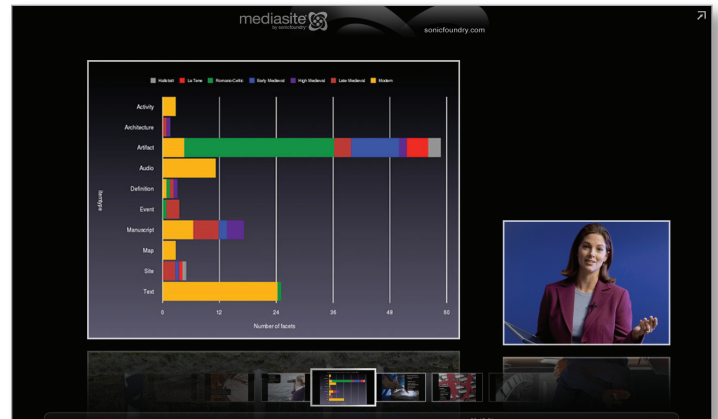 mediasite
by sonicfoundry
sonicfoundry.com
Hallstatt La Tene Romano-Celtic Early Medieval High Medieval Late Medieval Modern
Activity
Architecture
Artifact
Audio
Definition
Event
Manuscript
Map
Site
Text
Itemtype
0 12 24 36 48 60
Number of facets